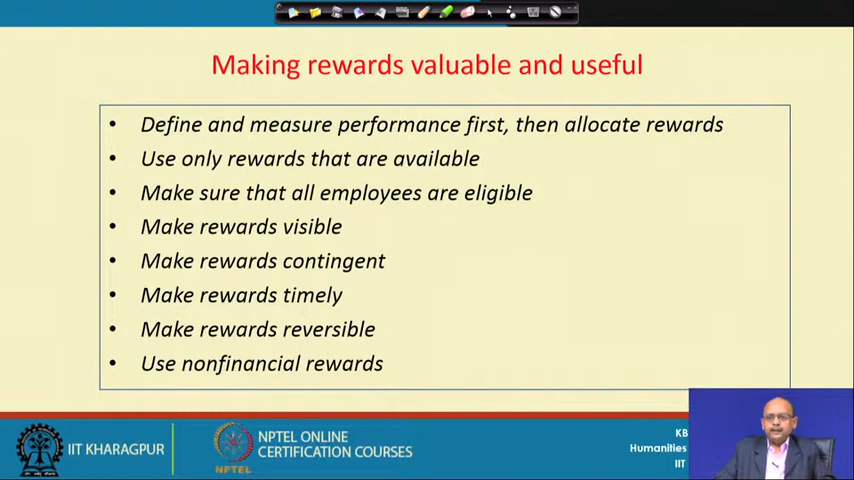 Making rewards valuable and useful
• Define and measure performance first, then allocate rewards
• Use only rewards that are available
• Make sure that all employees are eligible
• Make rewards visible
• Make rewards contingent
• Make rewards timely
• Make rewards reversible
• Use nonfinancial rewards
IIT KHARAGPUR
NPTEL
NPTEL ONLINE
CERTIFICATION COURSES
KB
Humanities
IIT